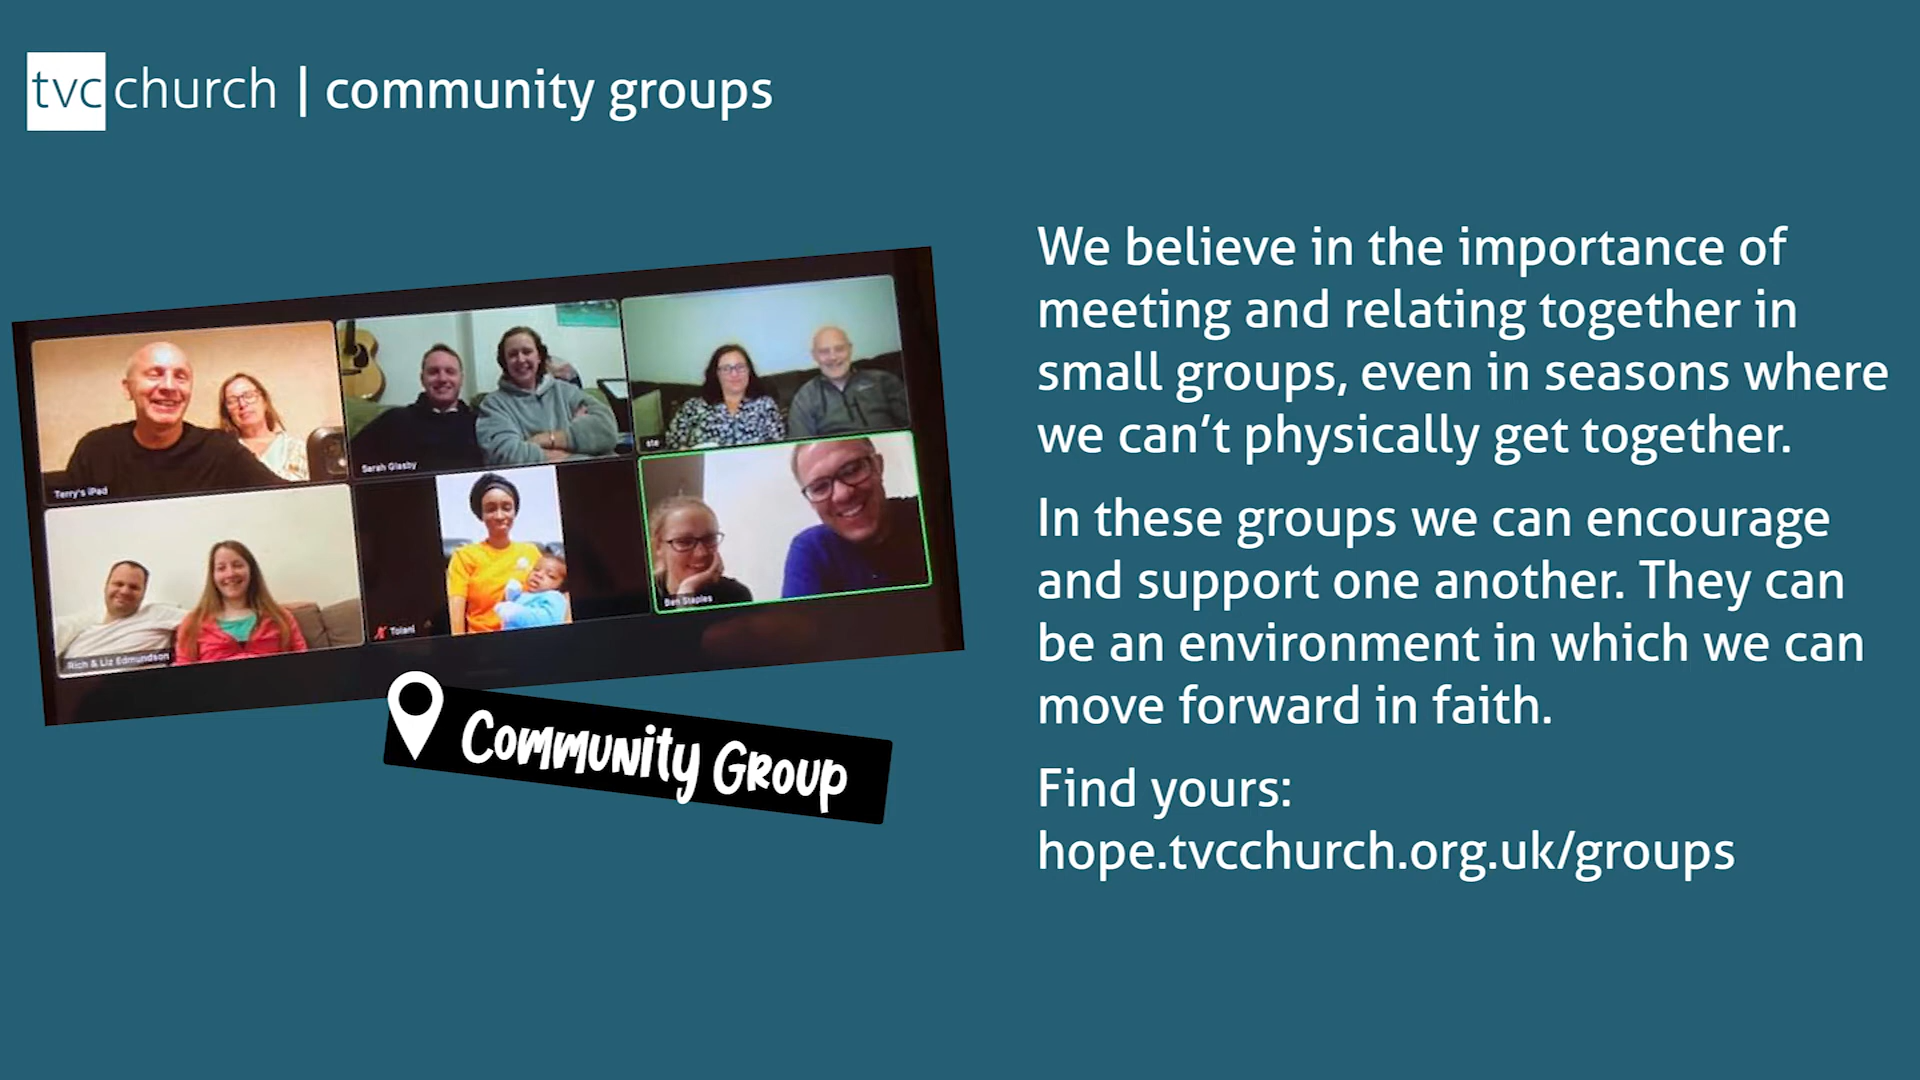 tvc church | community groups
We believe in the importance of
meeting and relating together in
small groups, even in seasons where
we can't physically get together.
In these groups we can encourage
and support one another. They can
be an environment in which we can
move forward in faith.
Find yours:
hope.tvcchurch.org.uk/groups
Terry's iPad
Sarah Glasby
ste
Rich & Liz Edmundson
Tolani
Ben Staples
Community Group